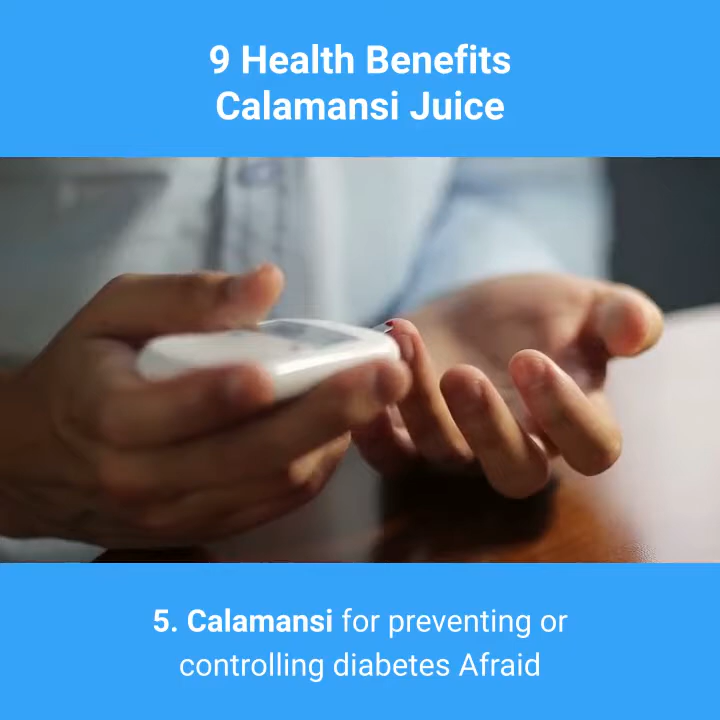 9 Health Benefits
Calamansi Juice
5. Calamansi for preventing or
controlling diabetes Afraid